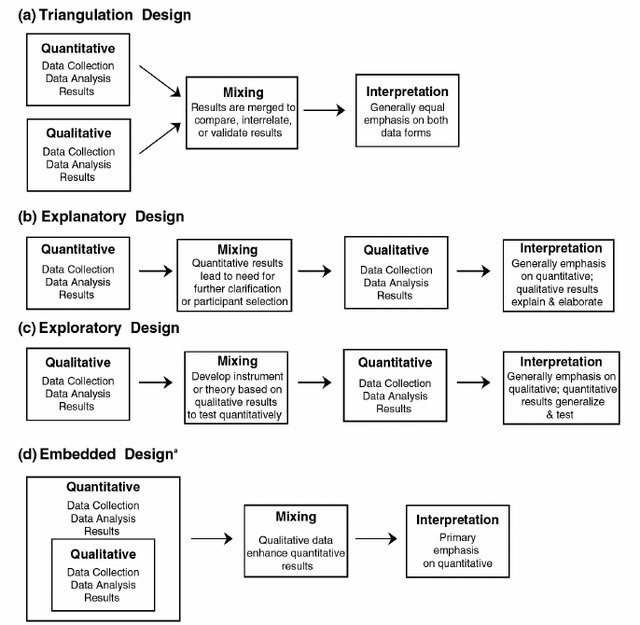 (a) Triangulation Design
Quantitative
Data Collection
Data Analysis
Results
Qualitative
Data Collection
Data Analysis
Results
Mixing
Results are merged to
compare, interrelate,
or validate results
Interpretation
Generally equal
emphasis on both
data forms
(b) Explanatory Design
Quantitative
Data Collection
Data Analysis
Results
Mixing
Quantitative results
lead to need for
further clarification
or participant selection
Qualitative
Data Collection
Data Analysis
Results
Interpretation
Generally emphasis
on quantitative;
qualitative results
explain & elaborate
(c) Exploratory Design
Qualitative
Data Collection
Data Analysis
Results
Mixing
Develop instrument
or theory based on
qualitative results
to test quantitatively
Quantitative
Data Collection
Data Analysis
Results
Interpretation
Generally emphasis on
qualitative; quantitative
results generalize
& test
(d) Embedded Designª
Quantitative
Data Collection
Data Analysis
Results
Qualitative
Data Collection
Data Analysis
Results
Mixing
Qualitative data
enhance quantitative
results
Interpretation
Primary
emphasis
on quantitative